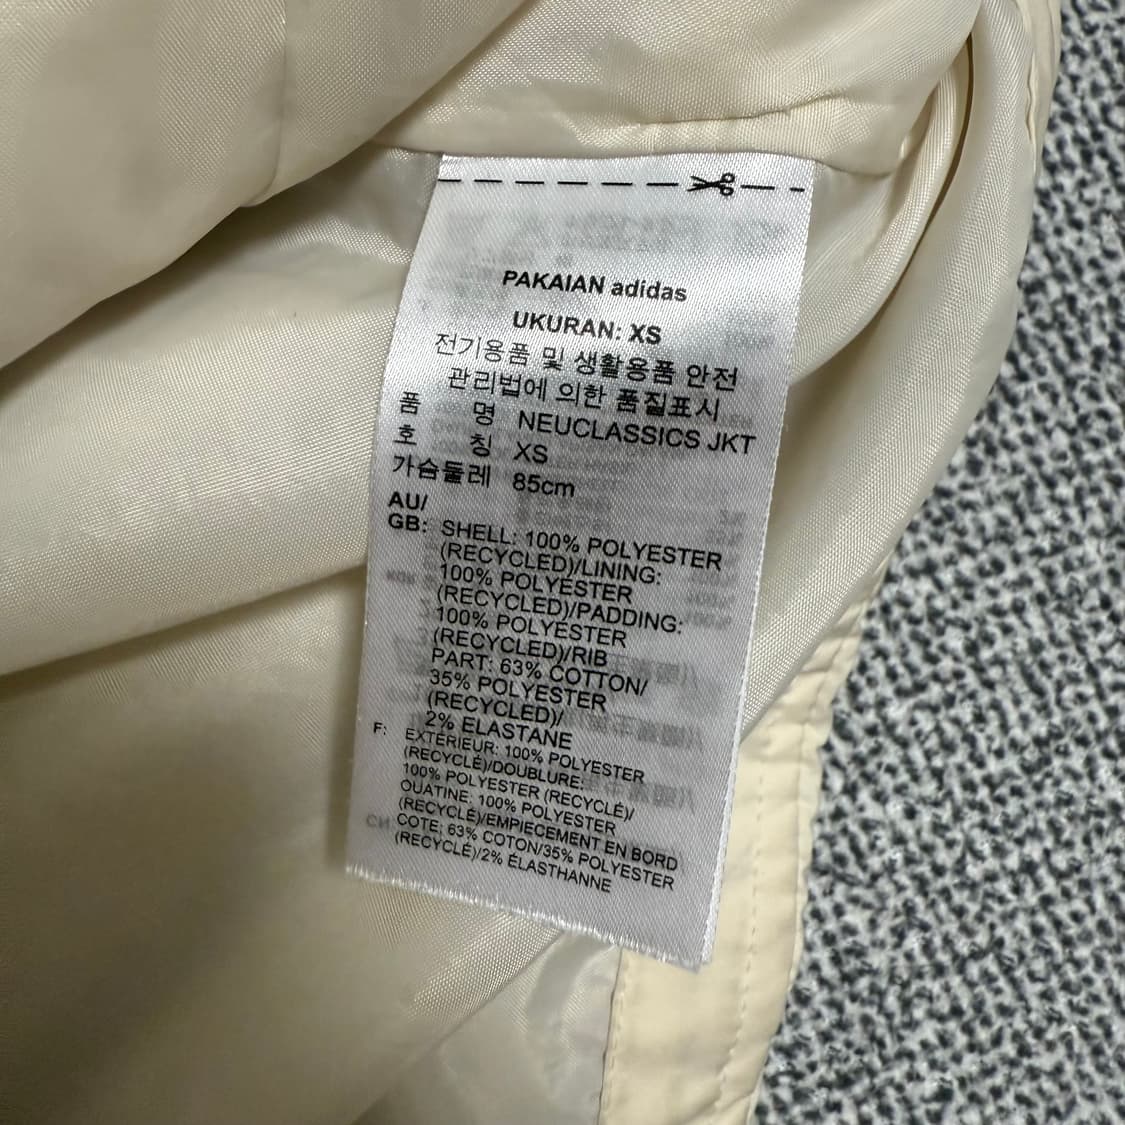 PAKAIAN adidas
UKURAN: XS
전기용품 및 생활용품 안전
관리법에 의한 품질표시
품 명 NEUCLASSICS JKT
호 칭 XS
가슴둘레 85cm
AU/
GB: SHELL: 100% POLYESTER
(RECYCLED)/LINING:
100% POLYESTER
(RECYCLED)/PADDING:
100% POLYESTER
(RECYCLED)/RIB
PART: 63% COTTON/
35% POLYESTER
(RECYCLED)/
2% ELASTANE
F: EXTÉRIEUR: 100% POLYESTER
(RECYCLÉ)/DOUBLURE:
100% POLYESTER (RECYCLÉ)/
OUATINE: 100% POLYESTER
(RECYCLÉ)/EMPIECEMENT EN BORD
COTE: 63% COTON/35% POLYESTER
(RECYCLÉ)/2% ÉLASTHANNE